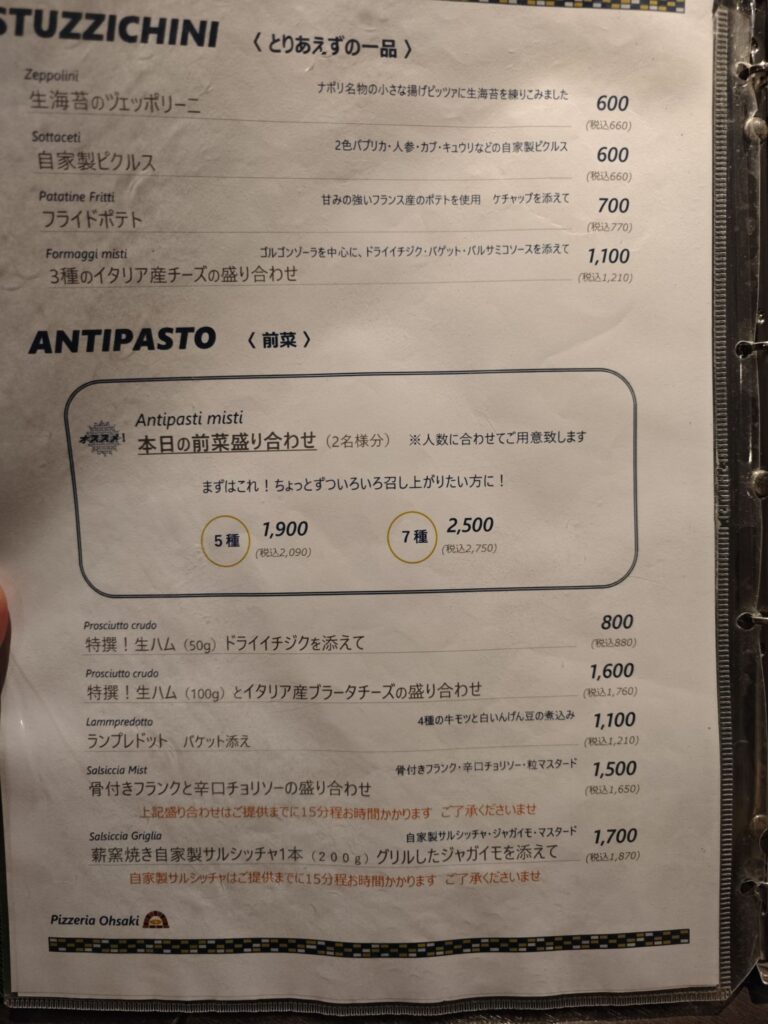 STUZZICHINI 〈 とりあえずの一品 〉
Zeppolini
生海苔のヅェッポリーニ ナポリ名物の小さな揚げピッツァに生海苔を練りこみました 600
(税込660)
Sottaceti
自家製ピクルス 2色パプリカ・人参・カブ・キュウリなどの自家製ピクルス 600
(税込660)
Patatine Fritti
フライドポテト 甘みの強いフランス産のポテトを使用 ケチャップを添えて 700
(税込770)
Formaggi misti
3種のイタリア産チーズの盛り合わせ ゴルゴンゾーラを中心に、ドライイチジク・バゲット・バルサミコソースを添えて 1,100
(税込1,210)
ANTIPASTO 〈 前菜 〉
オススメ!
Antipasti misti
本日の前菜盛り合わせ (2名様分) ※人数に合わせてご用意致します
まずはこれ！ちょっとずついろいろ召し上がりたい方に！
5種 1,900 7種 2,500
(税込2,090) (税込2,750)
Prosciutto crudo
特撰！生ハム (50g) ドライイチジクを添えて 800
(税込880)
Prosciutto crudo
特撰！生ハム (100g) とイタリア産ブラータチーズの盛り合わせ 1,600
(税込1,760)
Lammpredotto
ランプレドット バケット添え 4種の牛モツと白いんげん豆の煮込み 1,100
(税込1,210)
Salsiccia Mist
骨付きフランクと辛口チョリソーの盛り合わせ 骨付きフランク・辛口チョリソー・粒マスタード 1,500
(税込1,650)
上記盛り合わせはご提供までに15分程お時間かかります ご了承くださいませ
Salsiccia Griglia
薪窯焼き自家製サルシッチャ1本 (200g) グリルしたジャガイモを添えて 自家製サルシッチャ・ジャガイモ・マスタード 1,700
(税込1,870)
自家製サルシッチャはご提供までに15分程お時間かかります ご了承くださいませ
Pizzeria Ohsaki